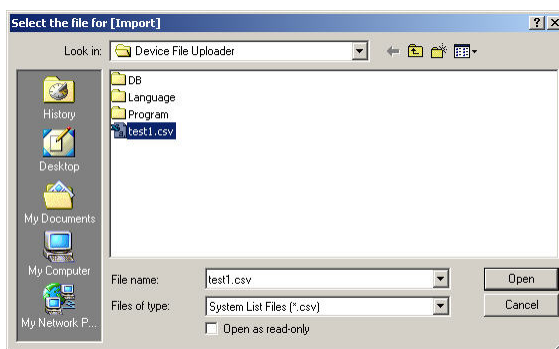 Select the file for [Import]
Look in: Device File Uploader
History
Desktop
My Documents
My Computer
My Network P...
DB
Language
Program
test1.csv
File name: test1.csv Open
Files of type: System List Files (*.csv) Cancel
Open as read-only